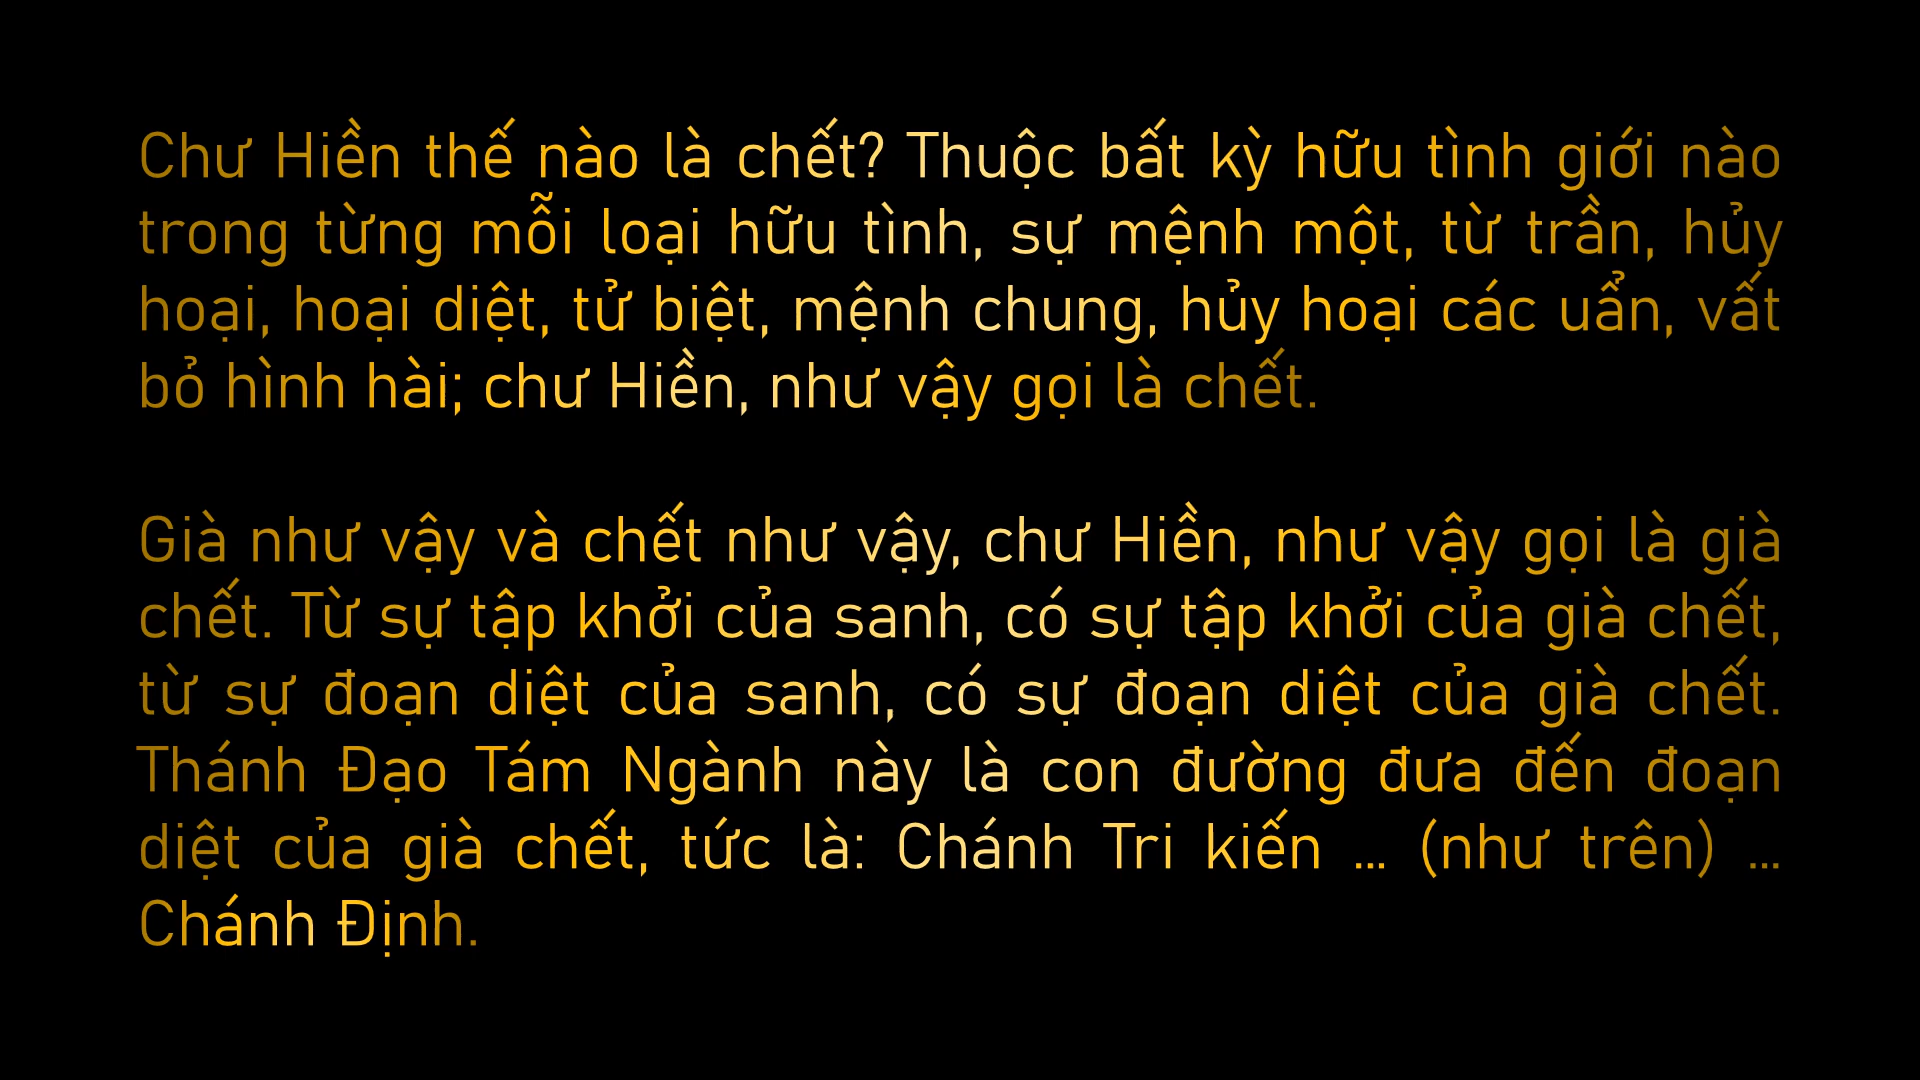 Chư Hiền thế nào là chết? Thuộc bất kỳ hữu tình giới nào
trong từng mỗi loại hữu tình, sự mệnh một, từ trần, hủy
hoại, hoại diệt, tử biệt, mệnh chung, hủy hoại các uẩn, vất
bỏ hình hài; chư Hiền, như vậy gọi là chết.
Già như vậy và chết như vậy, chư Hiền, như vậy gọi là già
chết. Từ sự tập khởi của sanh, có sự tập khởi của già chết,
từ sự đoạn diệt của sanh, có sự đoạn diệt của già chết.
Thánh Đạo Tám Ngành này là con đường đưa đến đoạn
diệt của già chết, tức là: Chánh Tri kiến ... (như trên) ...
Chánh Định.